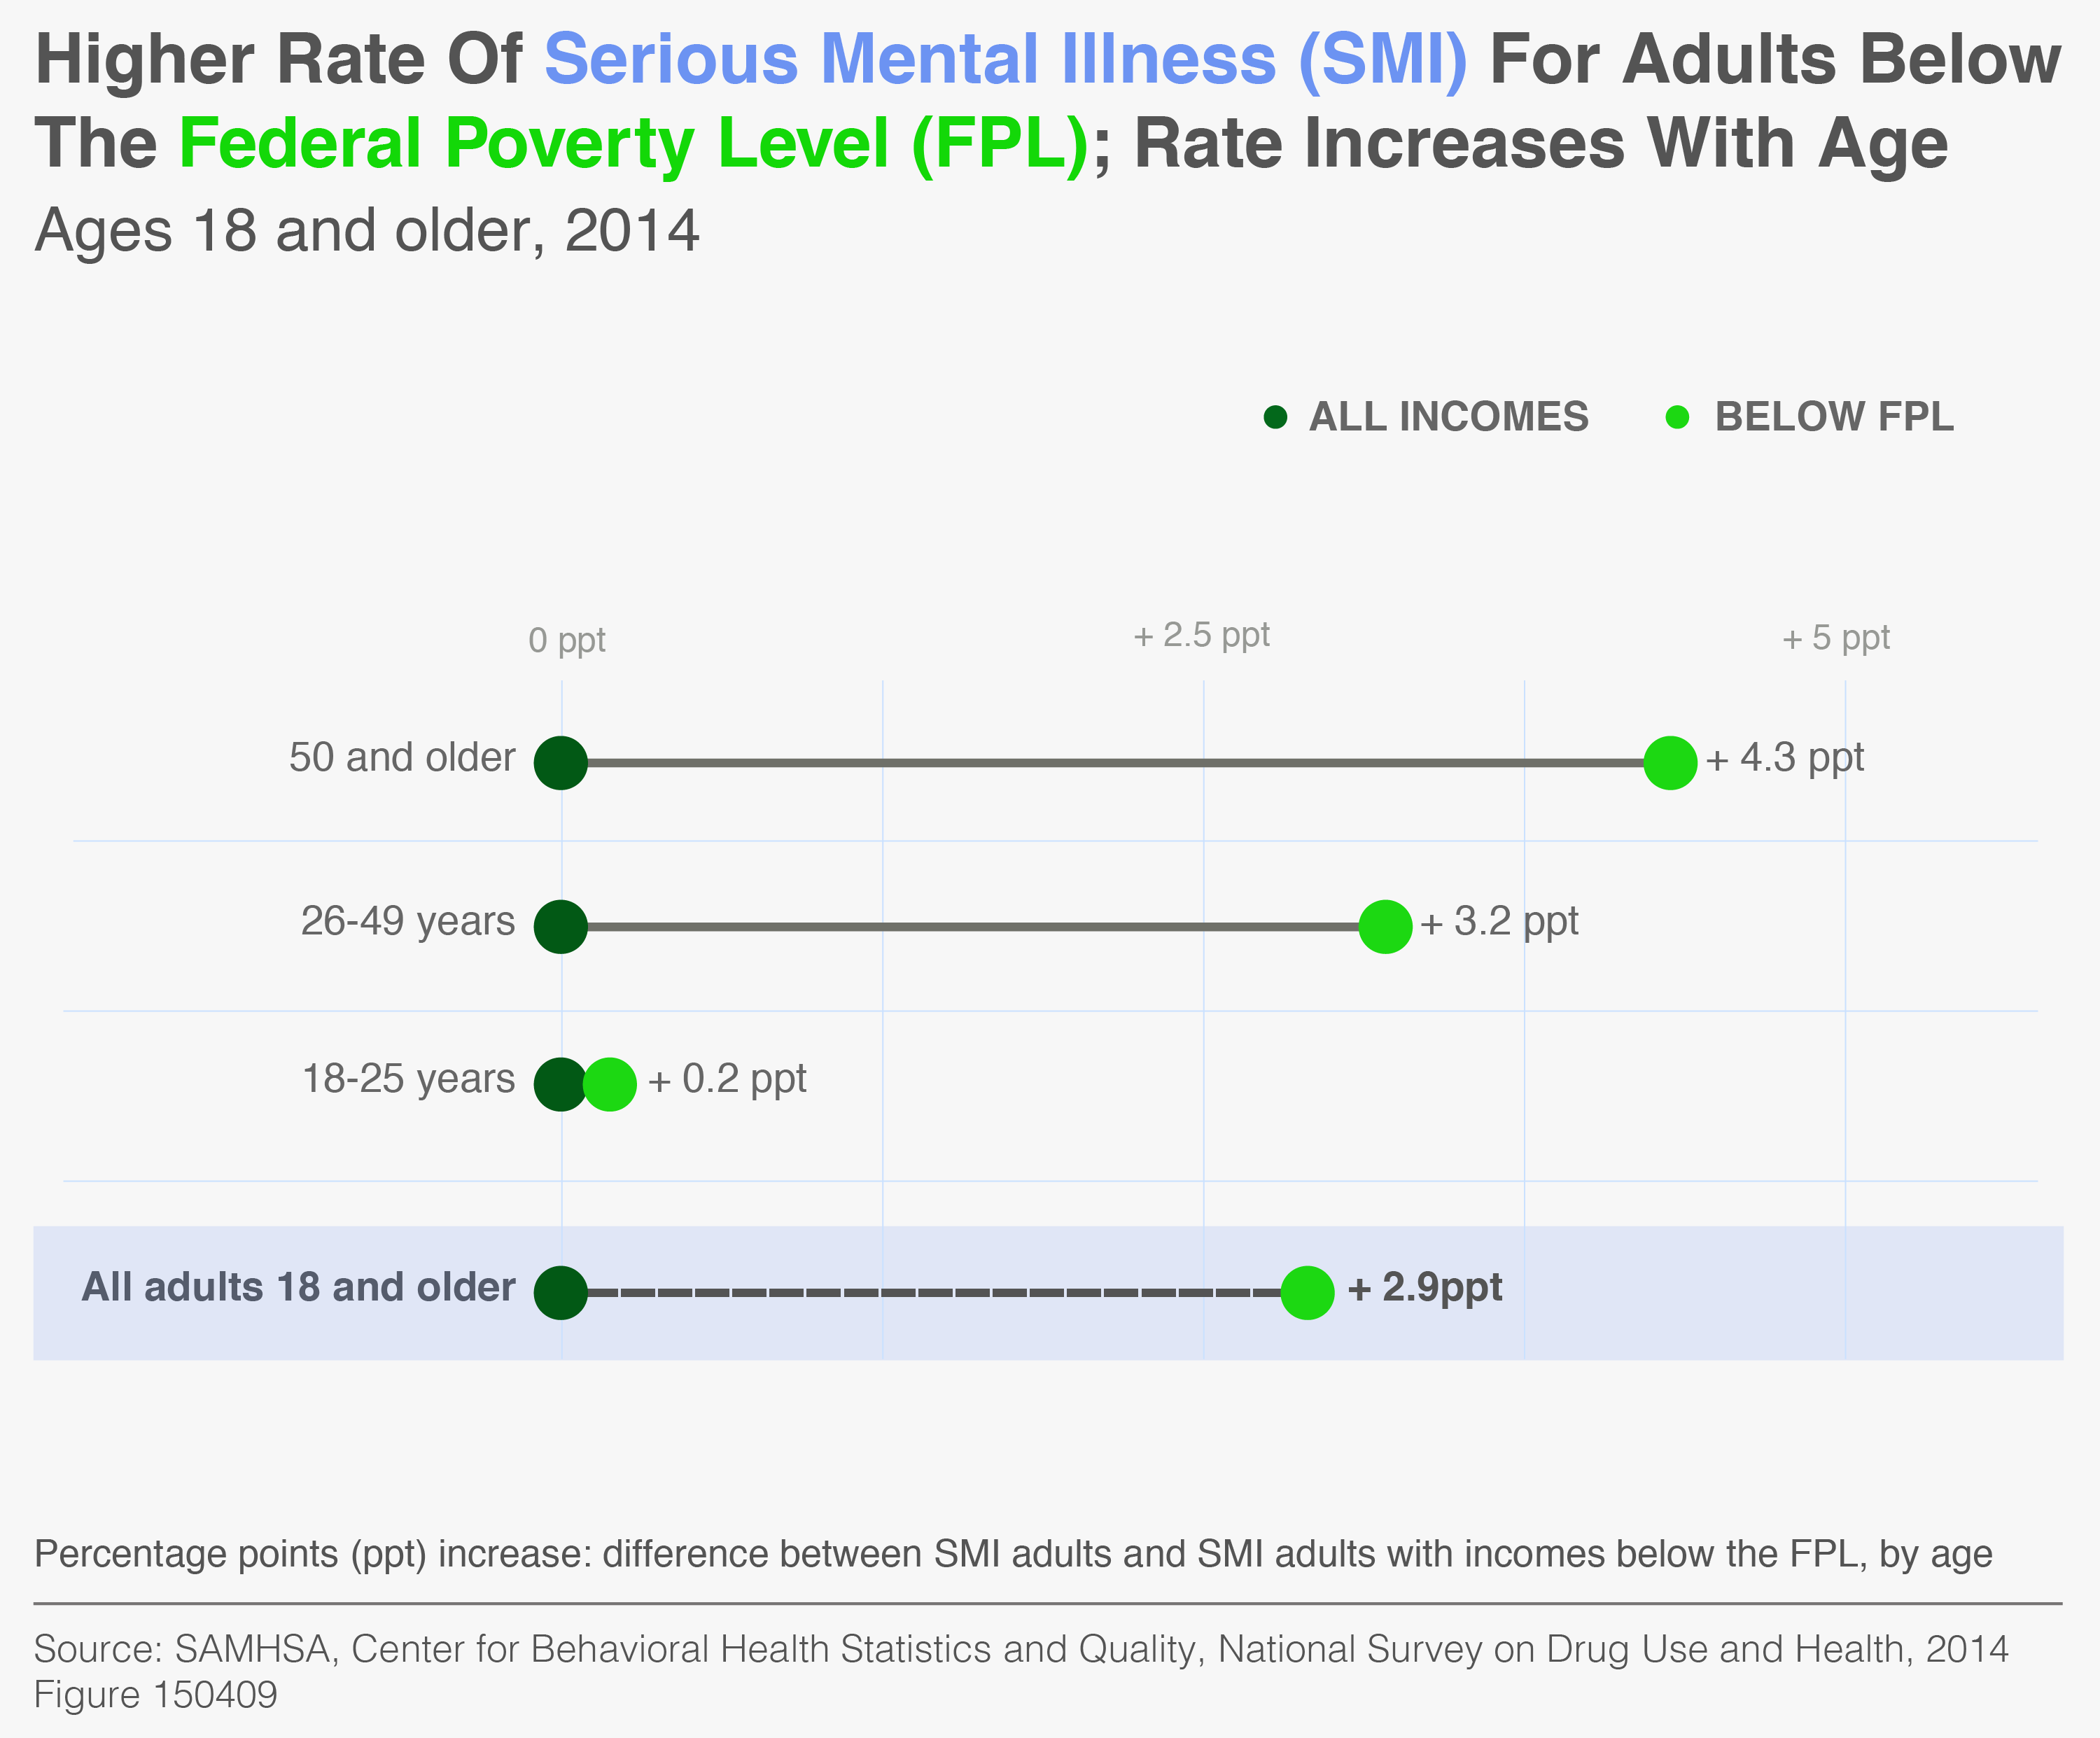 Higher Rate Of Serious Mental Illness (SMI) For Adults Below
The Federal Poverty Level (FPL); Rate Increases With Age
Ages 18 and older, 2014
ALL INCOMES
BELOW FPL
0 ppt
+ 2.5 ppt
+ 5 ppt
50 and older
+ 4.3 ppt
26-49 years
+ 3.2 ppt
18-25 years
+ 0.2 ppt
All adults 18 and older
+ 2.9ppt
Percentage points (ppt) increase: difference between SMI adults and SMI adults with incomes below the FPL, by age
Source: SAMHSA, Center for Behavioral Health Statistics and Quality, National Survey on Drug Use and Health, 2014
Figure 150409